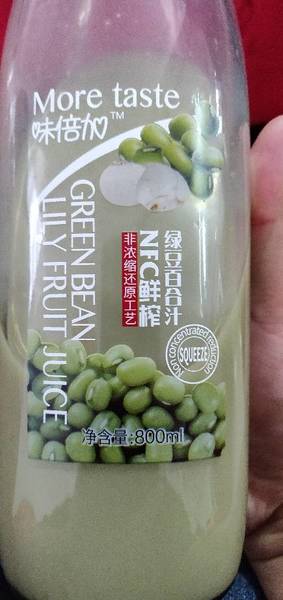 More taste
味倍加™
GREEN BEAN
LILY FRUIT JUICE
绿豆百合汁
NFC鲜榨
非浓缩还原工艺
Non concentrated reduction
SQUEEZE
净含量:800ml